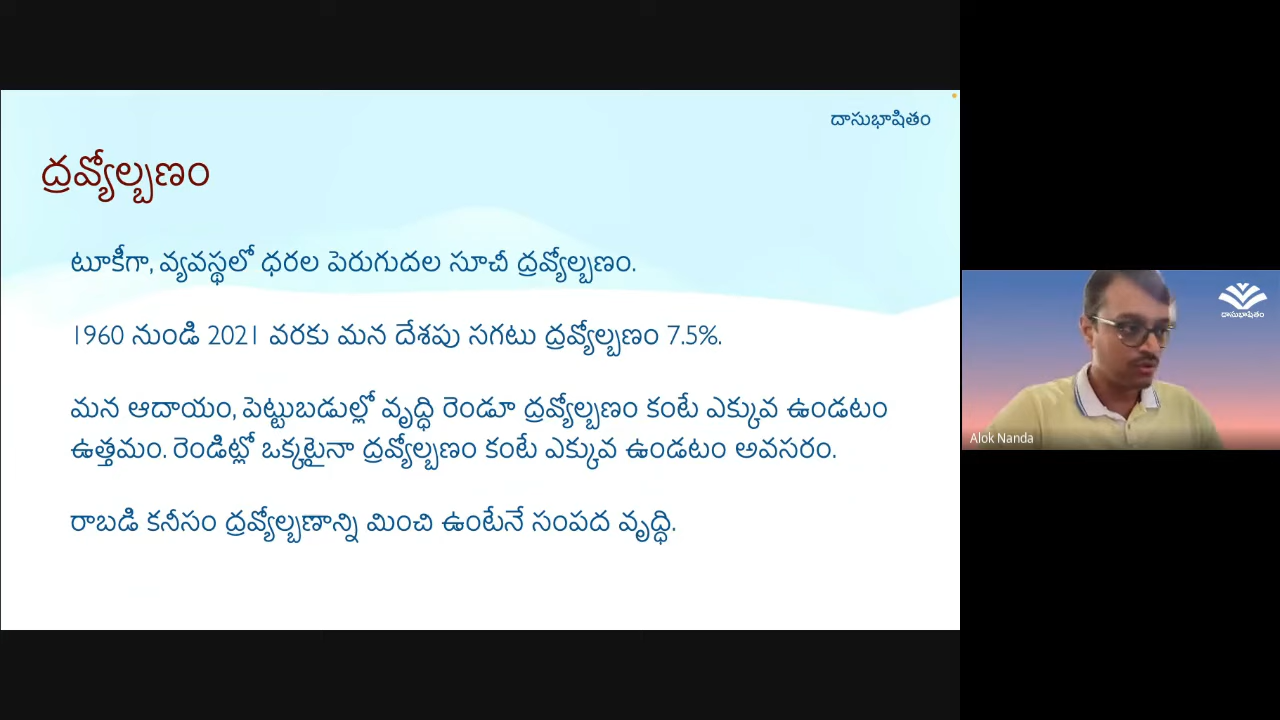 దాసుభాషితం
ద్రవ్యోల్బణం
టూకీగా, వ్యవస్థలో ధరల పెరుగుదల సూచీ ద్రవ్యోల్బణం.
1960 నుండి 2021 వరకు మన దేశపు సగటు ద్రవ్యోల్బణం 7.5%.
మన ఆదాయం, పెట్టుబడుల్లో వృద్ధి రెండూ ద్రవ్యోల్బణం కంటే ఎక్కువ ఉండటం
ఉత్తమం. రెండిట్లో ఒక్కటైనా ద్రవ్యోల్బణం కంటే ఎక్కువ ఉండటం అవసరం.
రాబడి కనీసం ద్రవ్యోల్బణాన్ని మించి ఉంటేనే సంపద వృద్ధి.
దాసుభాషితం
Alok Nanda